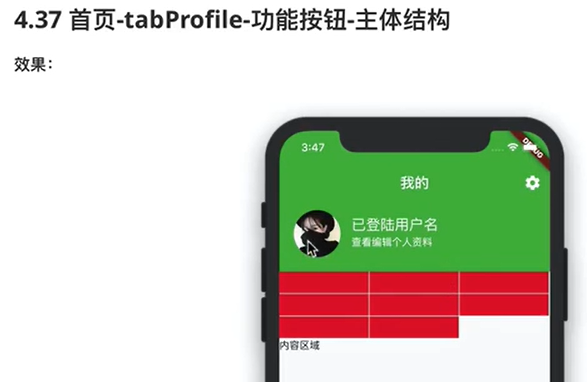 4.37 首页-tabProfile-功能按钮-主体结构
效果：
3:47
DEBUG
我的
已登陆用户名
查看编辑个人资料
内容区域